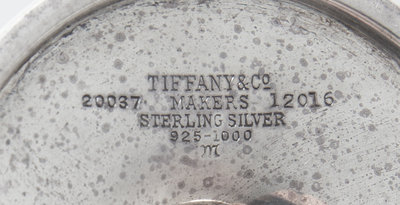 TIFFANY & Co
20037 MAKERS 12016
STERLING SILVER
925-1000
m